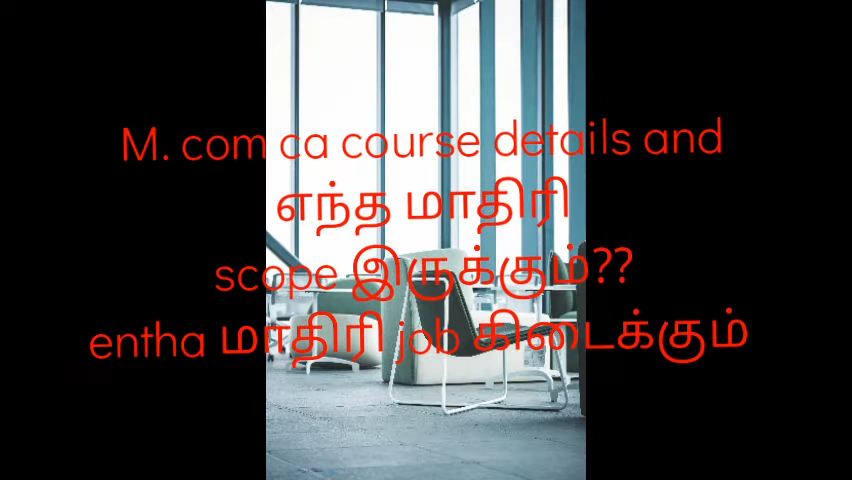 M. com ca course details and
எந்த மாதிரி
scope இருக்கும்??
entha மாதிரி job கிடைக்கும்